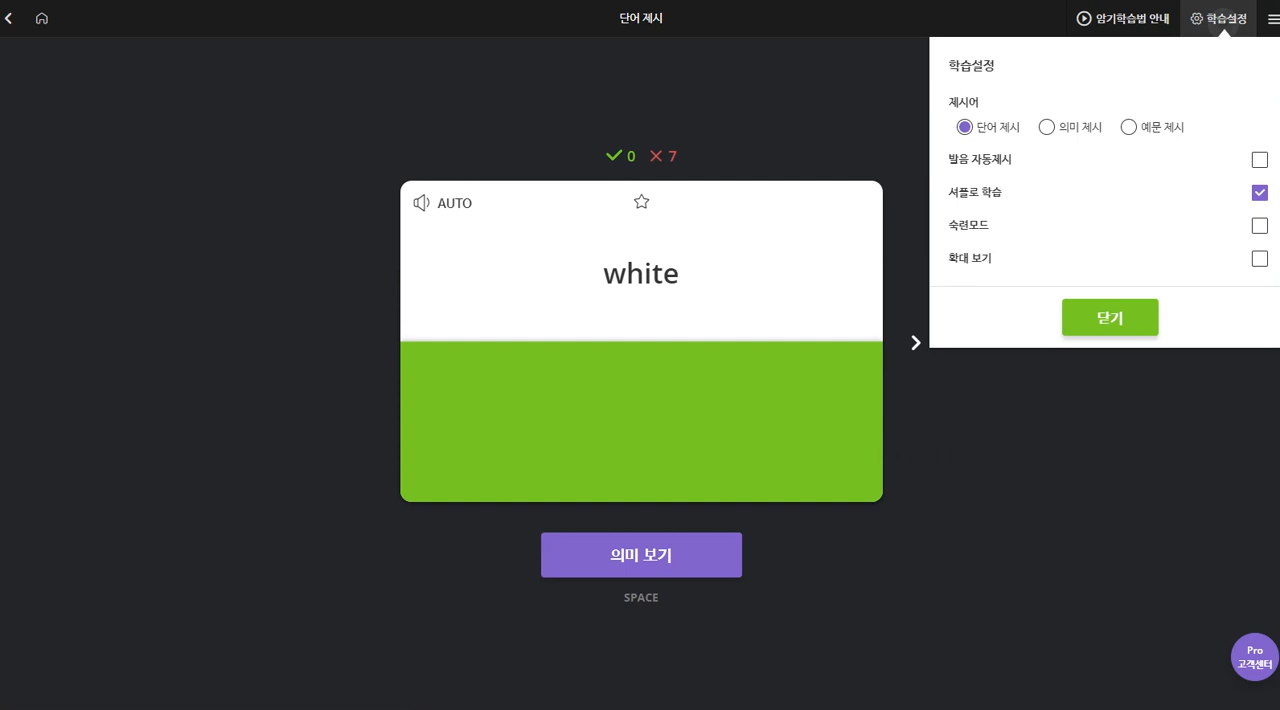 단어 제시
암기학습법 안내
학습설정
학습설정
제시어
단어 제시 의미 제시 예문 제시
발음 자동제시
셔플로 학습
숙련모드
확대 보기
닫기
0 7
AUTO
white
의미 보기
SPACE
Pro
고객센터